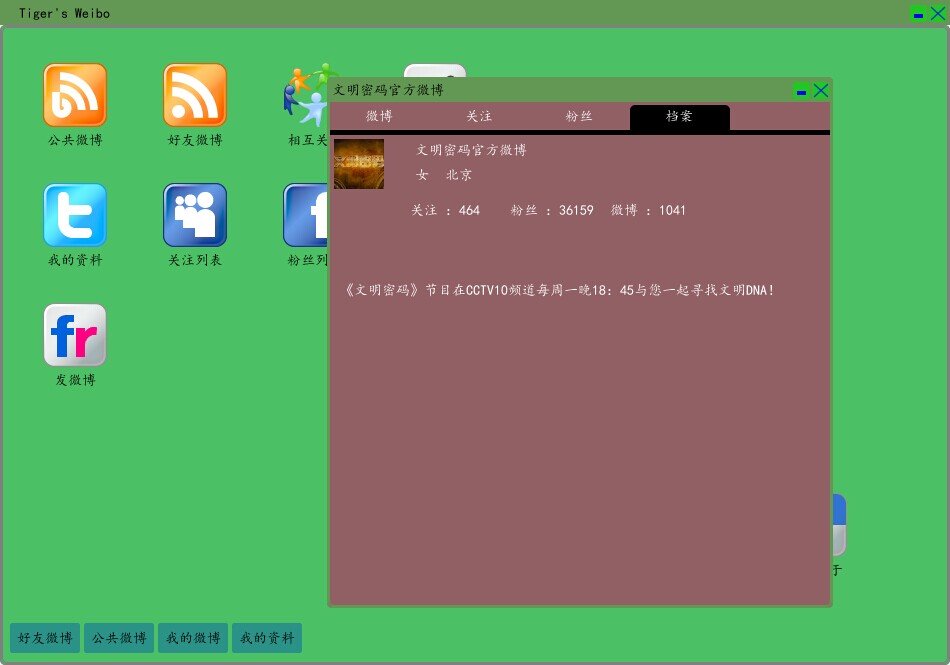 Tiger's Weibo
公共微博
好友微博
相互关
我的资料
关注列表
粉丝列
发微博
文明密码官方微博
微博 关注 粉丝 档案
文明密码官方微博
女 北京
关注 : 464 粉丝 : 36159 微博 : 1041
《文明密码》节目在CCTV10频道每周一晚18: 45与您一起寻找文明DNA!
于
好友微博 公共微博 我的微博 我的资料